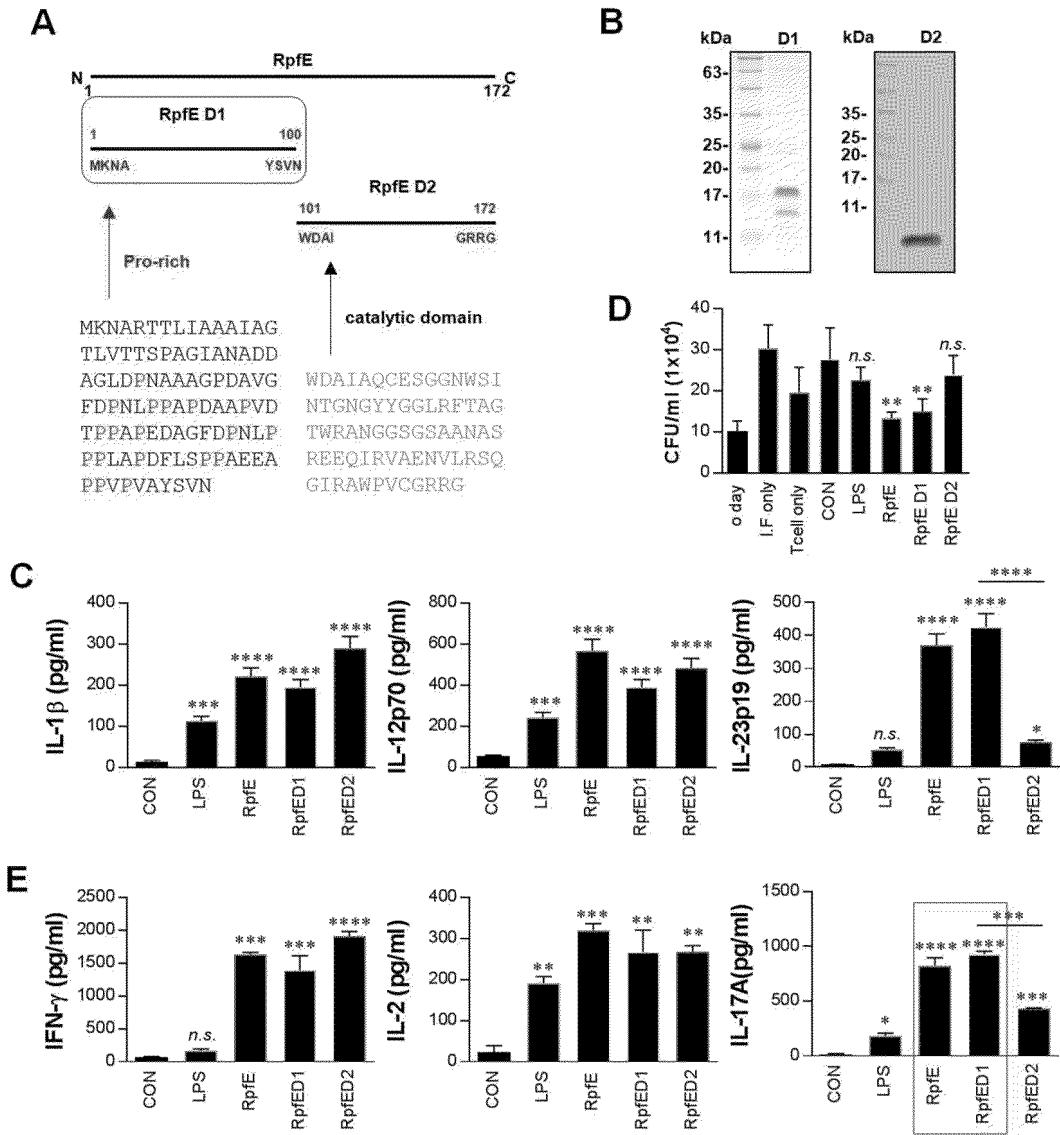 A
RpfE
N
C
1
172
RpfE D1
1
100
MKNA
YSVN
RpfE D2
101
172
WDAI
GRRG
Pro-rich
catalytic domain
MKNARTTLIAAAIAG
TLVTTSPAGIANADD
AGLDPNAAAGPDAVG
FDPNLPPAPDAAPVD
TPPAPEDAGFDPNLP
PPLAPDFLSPPAEEA
PPVPVAYSVN
WDAIAQCESGGNWSI
NTGNGYYGGLRFTAG
TWRANGGSGSAANAS
REEQIRVAENVLRSQ
GIRAWPVCGRRG
B
kDa
D1
63-
35-
25-
20-
17-
11-
kDa
D2
35-
25-
20-
17-
11-
D
CFU/ml (1x10⁴)
40
30
20
10
0
n.s.
**
**
n.s.
o day
I.F only
Tcell only
CON
LPS
RpfE
RpfE D1
RpfE D2
C
IL-1β (pg/ml)
400
300
200
100
0
***
****
****
****
CON
LPS
RpfE
RpfED1
RpfED2
IL-12p70 (pg/ml)
800
600
400
200
0
***
****
****
****
CON
LPS
RpfE
RpfED1
RpfED2
IL-23p19 (pg/ml)
500
400
300
200
100
0
n.s.
****
****
****
*
CON
LPS
RpfE
RpfED1
RpfED2
E
IFN-γ (pg/ml)
2500
2000
1500
1000
500
0
n.s.
***
***
****
CON
LPS
RpfE
RpfED1
RpfED2
IL-2 (pg/ml)
400
300
200
100
0
**
***
**
**
CON
LPS
RpfE
RpfED1
RpfED2
IL-17A(pg/ml)
1500
1000
500
0
*
****
****
***
***
CON
LPS
RpfE
RpfED1
RpfED2